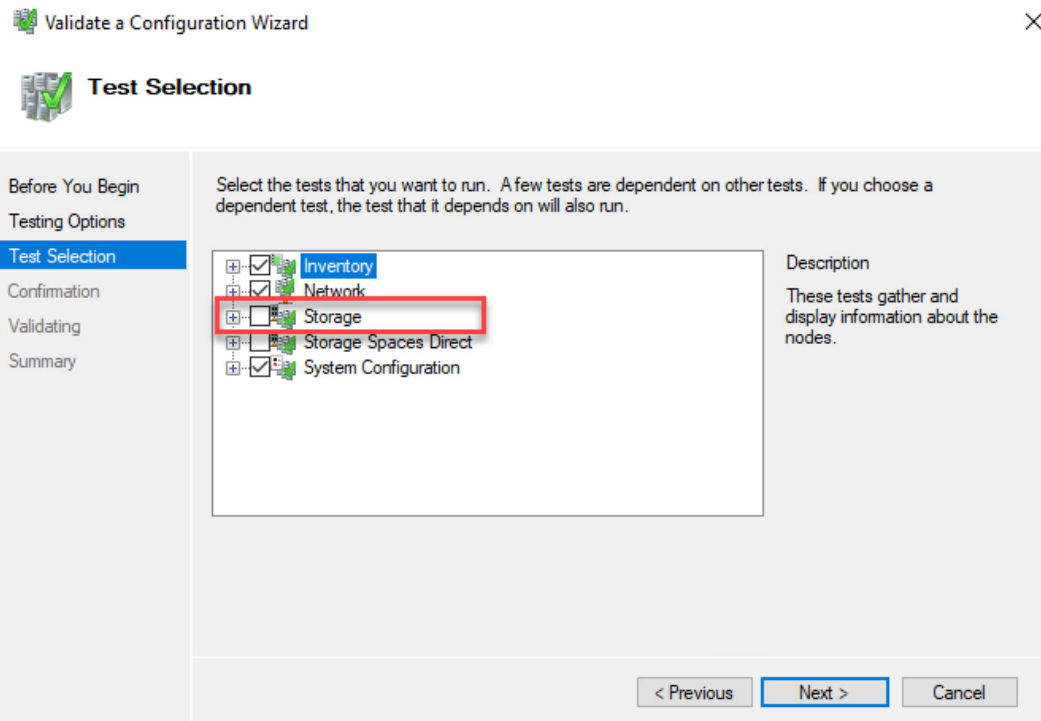 Validate a Configuration Wizard
Test Selection
Before You Begin
Testing Options
Test Selection
Confirmation
Validating
Summary
Select the tests that you want to run. A few tests are dependent on other tests. If you choose a
dependent test, the test that it depends on will also run.
Inventory
Network
Storage
Storage Spaces Direct
System Configuration
Description
These tests gather and
display information about the
nodes.
< Previous
Next >
Cancel